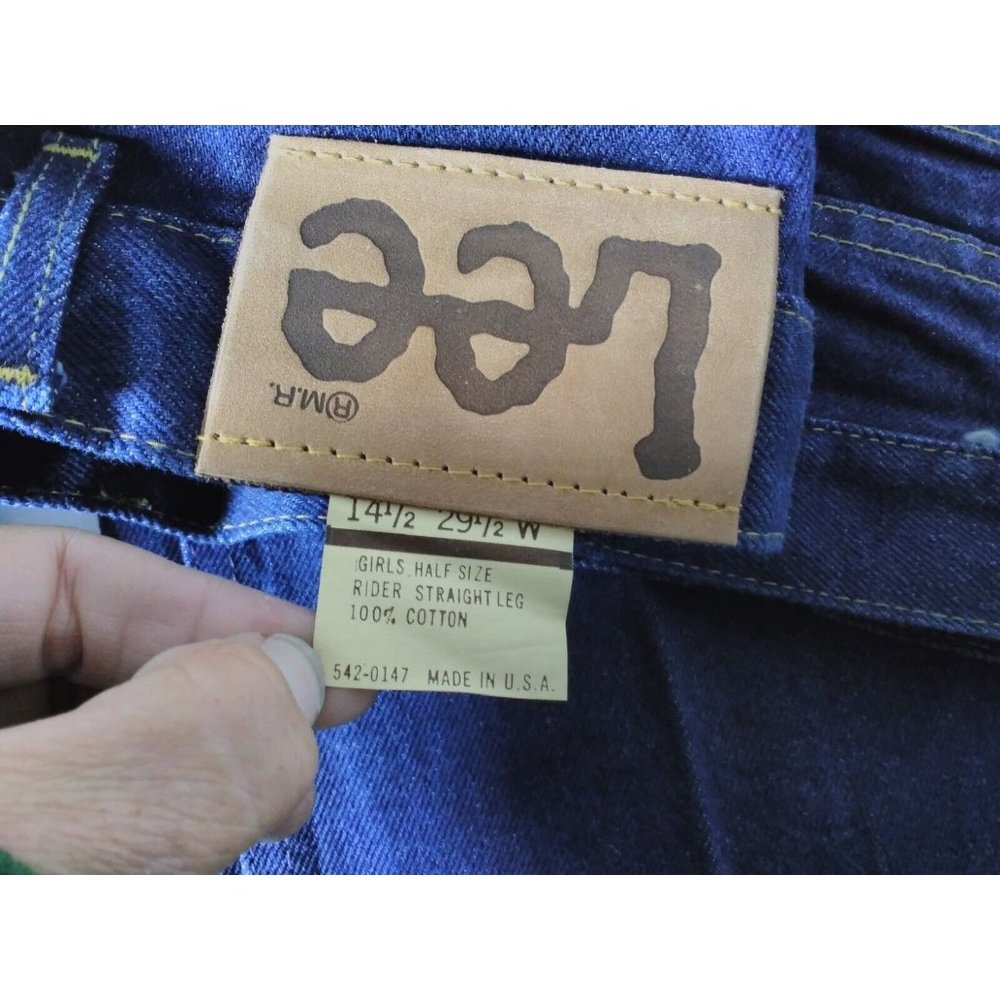 Lee
®M.R.
14½ 29½ W
GIRLS HALF SIZE
RIDER STRAIGHT LEG
100% COTTON
542-0147 MADE IN U.S.A.